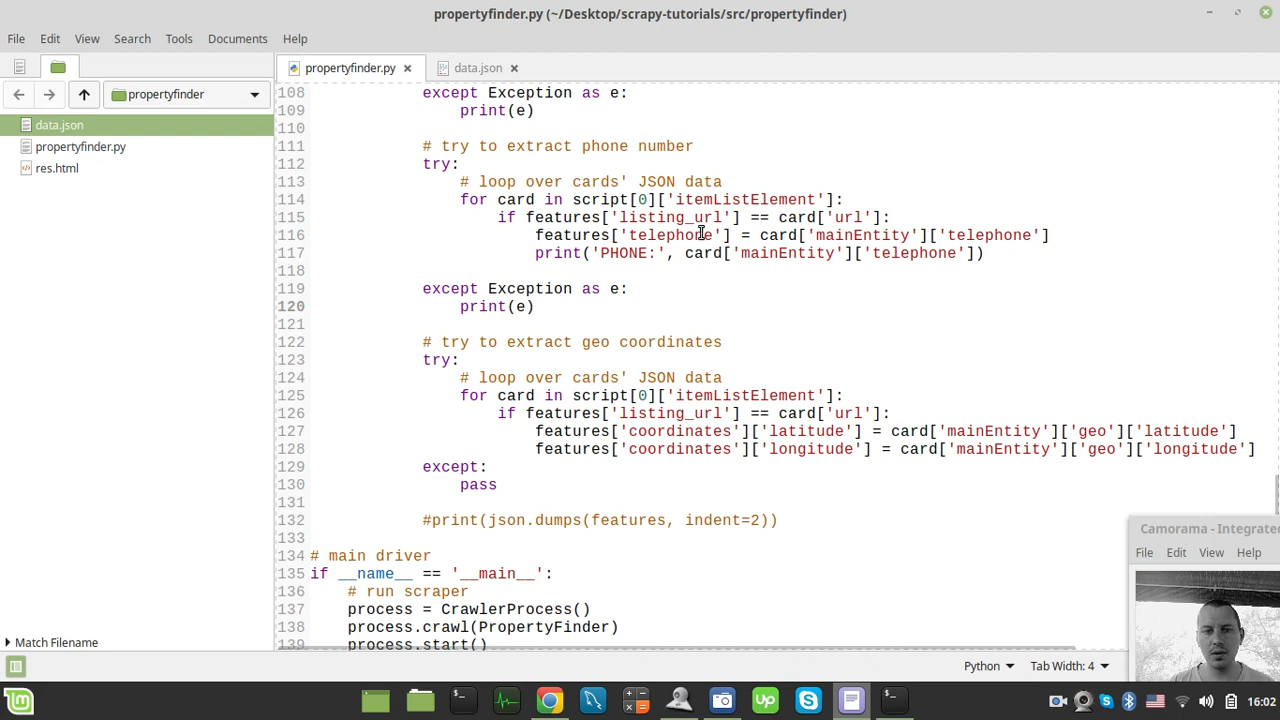 propertyfinder.py (~/Desktop/scrapy-tutorials/src/propertyfinder)
File Edit View Search Tools Documents Help
propertyfinder.py
data.json
propertyfinder
data.json
propertyfinder.py
res.html
108 except Exception as e:
109 print(e)
110
111 # try to extract phone number
112 try:
113 # loop over cards' JSON data
114 for card in script[0]['itemListElement']:
115 if features['listing_url'] == card['url']:
116 features['telephone'] = card['mainEntity']['telephone']
117 print('PHONE:', card['mainEntity']['telephone'])
118
119 except Exception as e:
120 print(e)
121
122 # try to extract geo coordinates
123 try:
124 # loop over cards' JSON data
125 for card in script[0]['itemListElement']:
126 if features['listing_url'] == card['url']:
127 features['coordinates']['latitude'] = card['mainEntity']['geo']['latitude']
128 features['coordinates']['longitude'] = card['mainEntity']['geo']['longitude']
129 except:
130 pass
131
132 #print(json.dumps(features, indent=2))
133
134 # main driver
135 if __name__ == '__main__':
136 # run scraper
137 process = CrawlerProcess()
138 process.crawl(PropertyFinder)
139 process.start()
Match Filename
Camorama - Integrated
File Edit View Help
Python Tab Width: 4
16:02